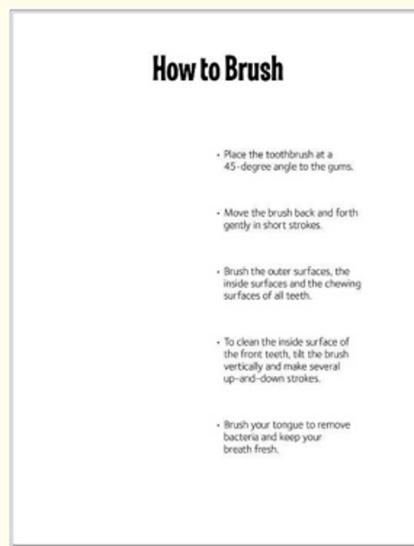 How to Brush
· Place the toothbrush at a
45-degree angle to the gums.
· Move the brush back and forth
gently in short strokes.
· Brush the outer surfaces, the
inside surfaces and the chewing
surfaces of all teeth.
· To clean the inside surface of
the front teeth, tilt the brush
vertically and make several
up-and-down strokes.
· Brush your tongue to remove
bacteria and keep your
breath fresh.